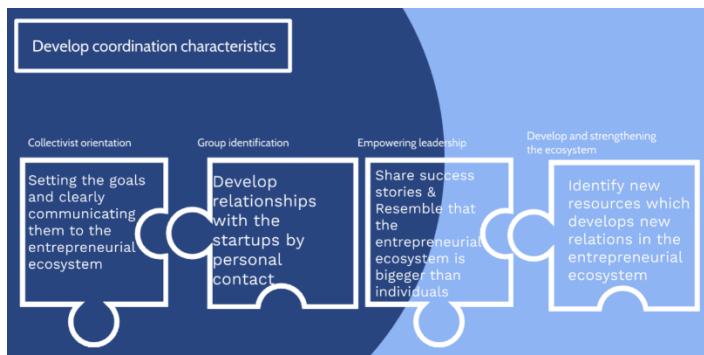 Develop coordination characteristics
Collectivist orientation
Setting the goals
and clearly
communicating
them to the
entrepreneurial
ecosystem
Group identification
Develop
relationships
with the
startups by
personal
contact
Empowering leadership
Share success
stories &
Resemble that
the
entrepreneurial
ecosystem is
bigeger than
individuals
Develop and strengthening
the ecosystem
Identify new
resources which
develops new
relations in the
entrepreneurial
ecosystem